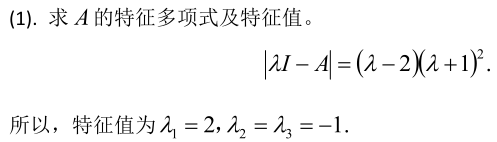 (1). 求 A 的特征多项式及特征值。
|λI − A| = (λ − 2)(λ + 1)².
所以，特征值为 λ₁ = 2, λ₂ = λ₃ = −1.